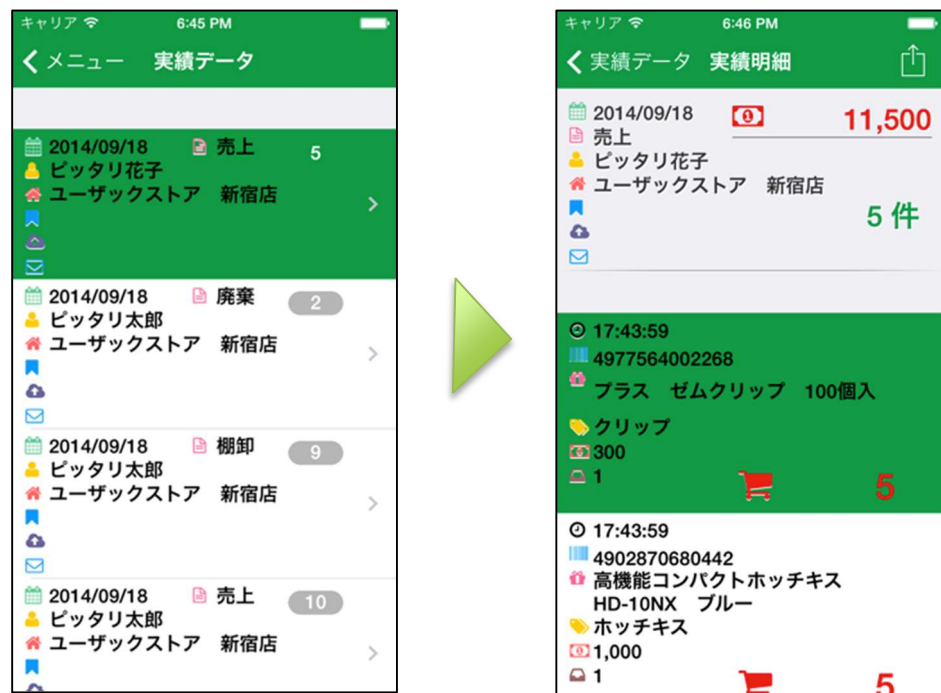 キャリア 6:45 PM
メニュー 実績データ
2014/09/18 売上 5
ピッタリ花子
ユーザックストア 新宿店
2014/09/18 廃棄 2
ピッタリ太郎
ユーザックストア 新宿店
2014/09/18 棚卸 9
ピッタリ太郎
ユーザックストア 新宿店
2014/09/18 売上 10
ピッタリ太郎
ユーザックストア 新宿店
キャリア 6:46 PM
実績データ 実績明細
2014/09/18 11,500
売上
ピッタリ花子
ユーザックストア 新宿店
5 件
17:43:59
4977564002268
プラス ゼムクリップ 100個入
クリップ
300
1 5
17:43:59
4902870680442
高機能コンパクトホッチキス
HD-10NX ブルー
ホッチキス
1,000
1 5